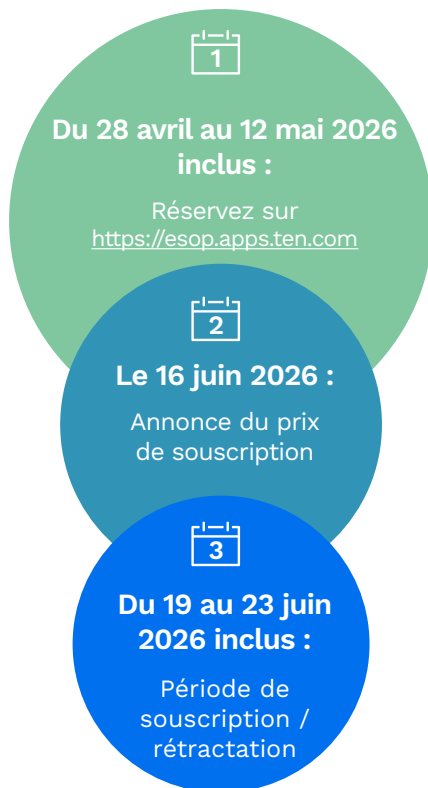 1
Du 28 avril au 12 mai 2026
inclus :
Réservez sur
https://esop.apps.ten.com
2
Le 16 juin 2026 :
Annonce du prix
de souscription
3
Du 19 au 23 juin
2026 inclus :
Période de
souscription /
rétractation